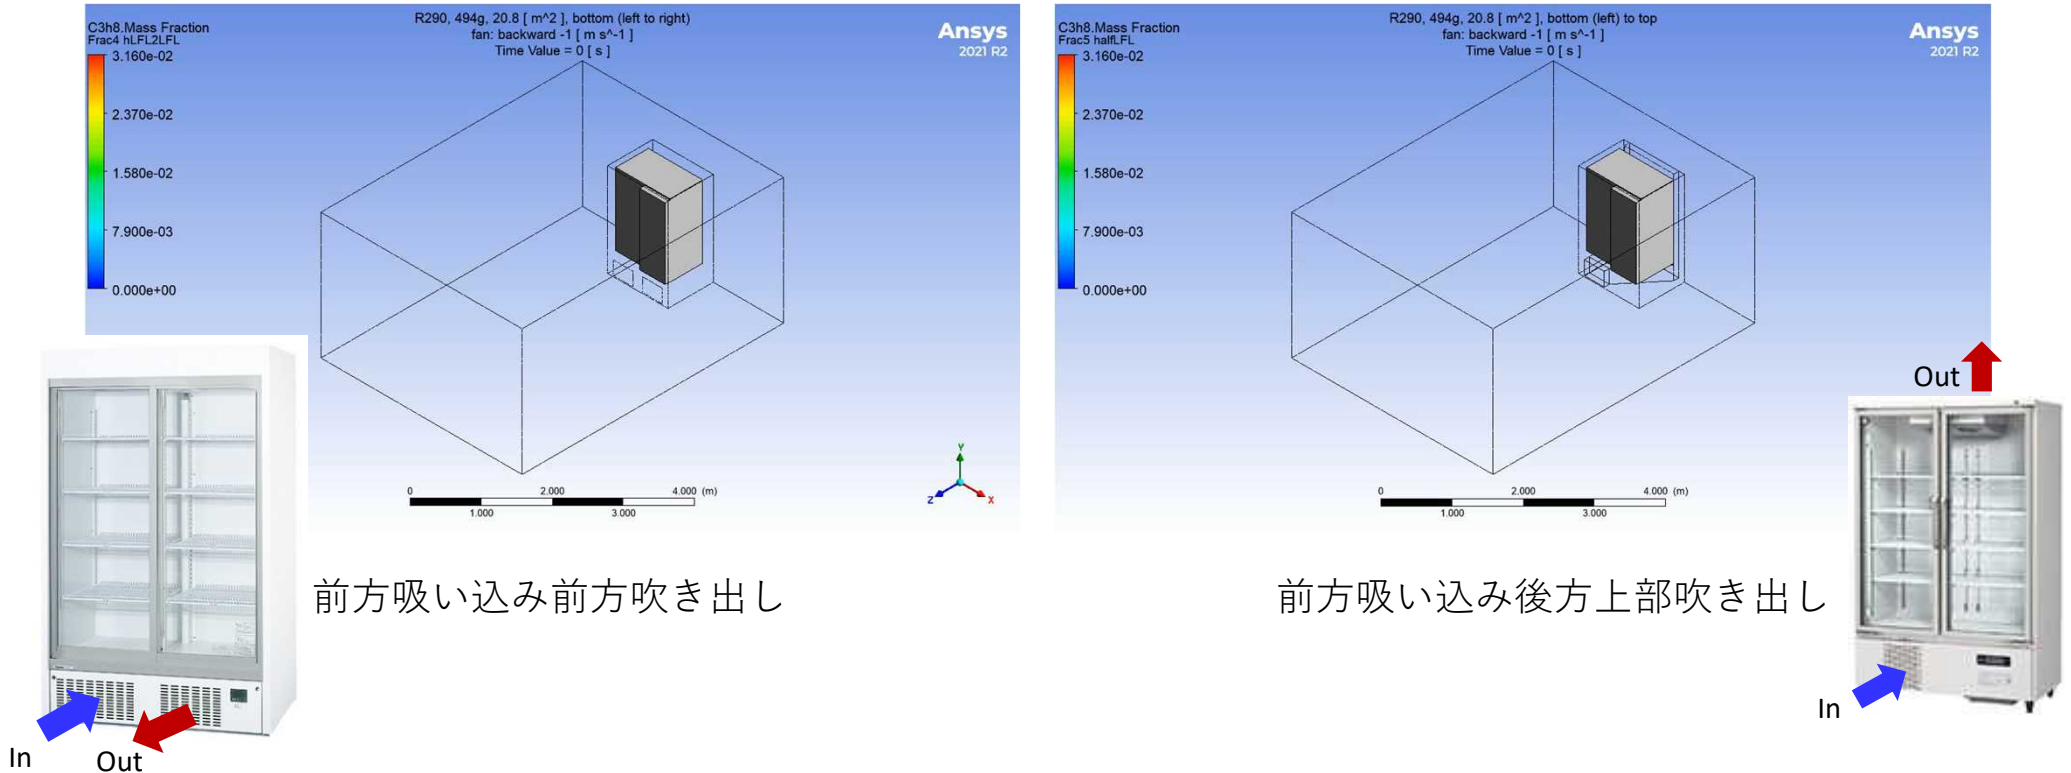 C3h8.Mass Fraction
Frac4 hLFL2LFL
3.160e-02
2.370e-02
1.580e-02
7.900e-03
0.000e+00
R290, 494g, 20.8 [ m^2 ], bottom (left to right)
fan: backward -1 [ m s^-1 ]
Time Value = 0 [ s ]
Ansys
2021 R2
Y
Z
X
0
2.000
4.000 (m)
1.000
3.000
前方吸い込み前方吹き出し
In
Out
C3h8.Mass Fraction
Frac5 halfLFL
3.160e-02
2.370e-02
1.580e-02
7.900e-03
0.000e+00
R290, 494g, 20.8 [ m^2 ], bottom (left) to top
fan: backward -1 [ m s^-1 ]
Time Value = 0 [ s ]
Ansys
2021 R2
0
2.000
4.000 (m)
1.000
3.000
前方吸い込み後方上部吹き出し
Out
In